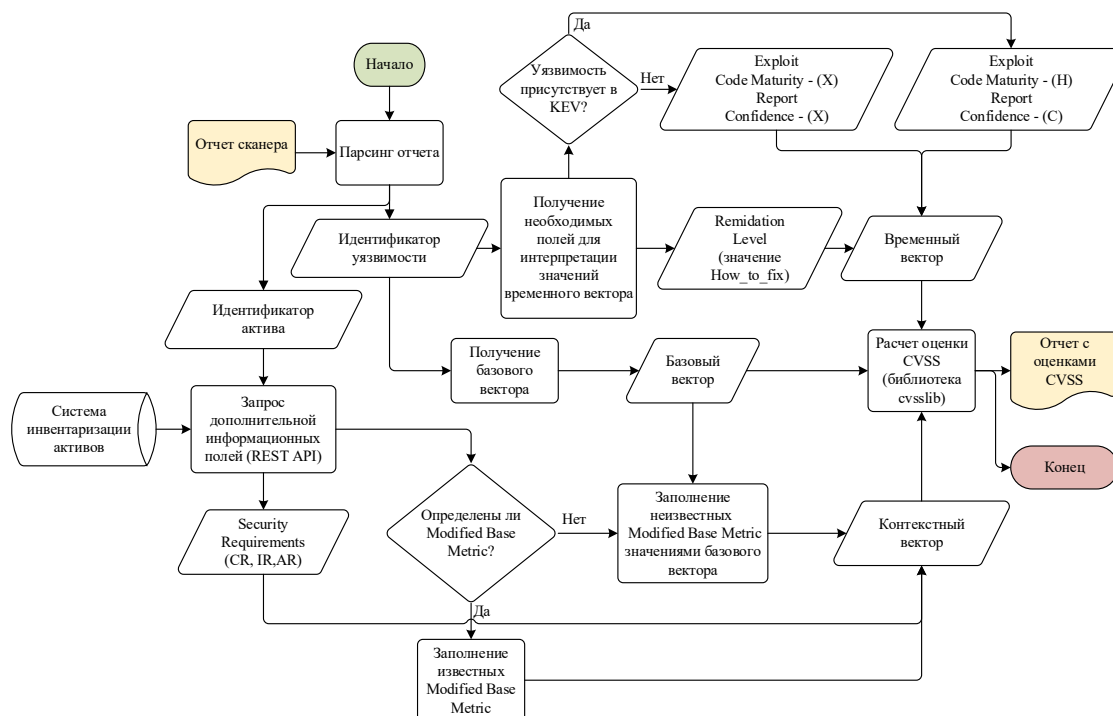 Начало
Отчет сканера
Парсинг отчета
Да
Уязвимость
присутствует в
KEV?
Нет
Exploit
Code Maturity - (X)
Report
Confidence - (X)
Exploit
Code Maturity - (H)
Report
Confidence - (C)
Идентификатор
уязвимости
Получение
необходимых
полей для
интерпретации
значений
временного вектора
Remidation
Level
(значение
How_to_fix)
Временный
вектор
Идентификатор
актива
Получение
базового
вектора
Базовый
вектор
Расчет оценки
CVSS
(библиотека
cvsslib)
Отчет с
оценками
CVSS
Система
инвентаризации
активов
Запрос
дополнительной
информационных
полей (REST API)
Конец
Security
Requirements
(CR, IR,AR)
Определены ли
Modified Base
Metric?
Нет
Заполнение
неизвестных
Modified Base Metric
значениями базового
вектора
Контекстный
вектор
Да
Заполнение
известных
Modified Base
Metric